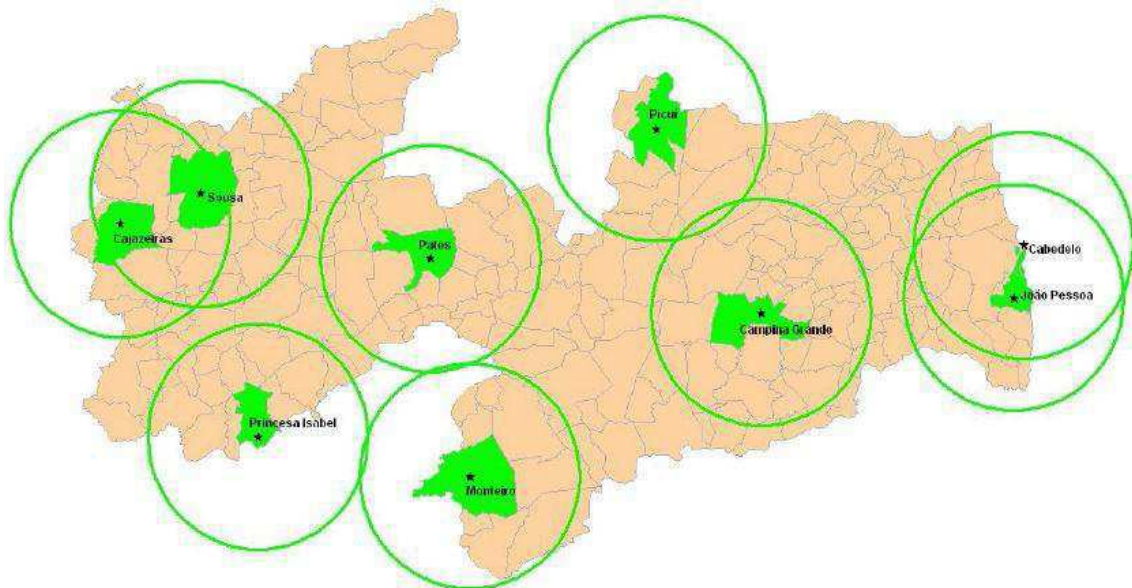 Picuí
Sousa
Cajazeiras
Patos
Cabedelo
João Pessoa
Campina Grande
Princesa Isabel
Monteiro